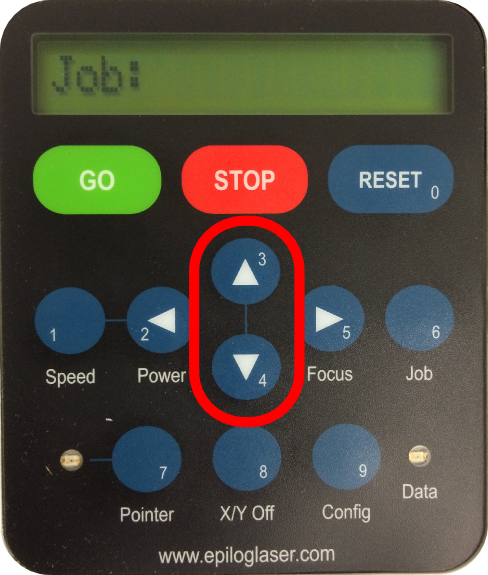 Job:
GO STOP RESET 0
3
1 2 5 6
4
Speed Power Focus Job
7 8 9
Data
Pointer X/Y Off Config
www.epiloglaser.com